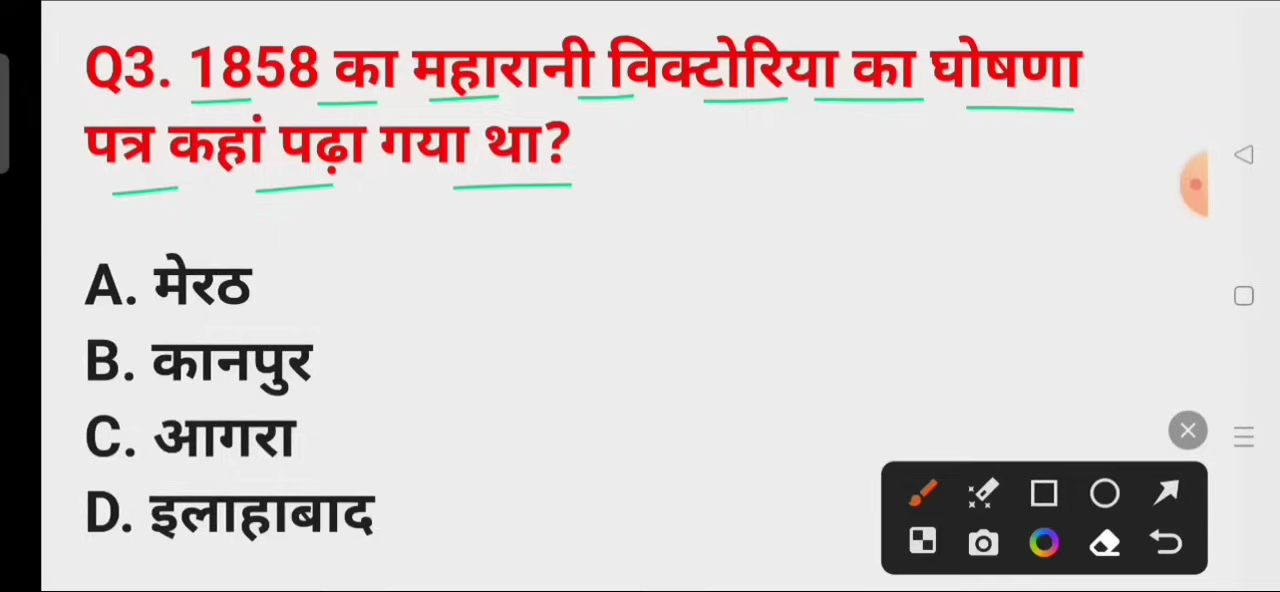 Q3. 1858 का महारानी विक्टोरिया का घोषणा
पत्र कहां पढ़ा गया था?
A. मेरठ
B. कानपुर
C. आगरा
D. इलाहाबाद